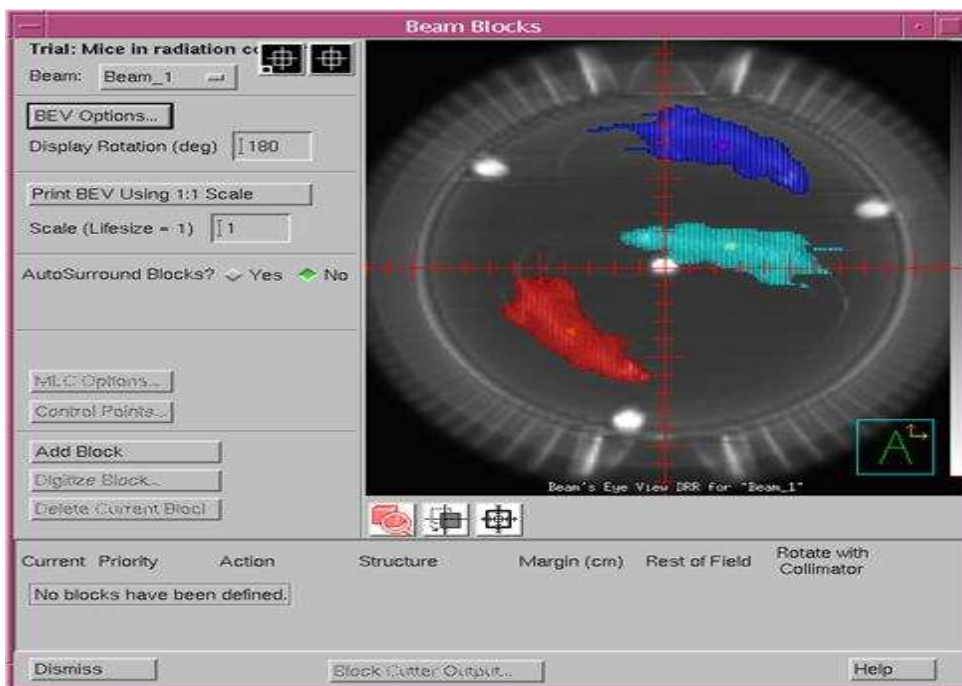 Beam Blocks
Trial: Mice in radiation
Beam: Beam_1
BEV Options...
Display Rotation (deg) 180
Print BEV Using 1:1 Scale
Scale (Lifesize = 1) 1
AutoSurround Blocks? Yes No
MLC Options...
Control Points...
Add Block
Digitize Block...
Delete Current Block
A
Beam's Eye View DRR for "Beam_1"
Current Priority Action Structure Margin (cm) Rest of Field Rotate with Collimator
No blocks have been defined.
Dismiss Block Cutter Output... Help